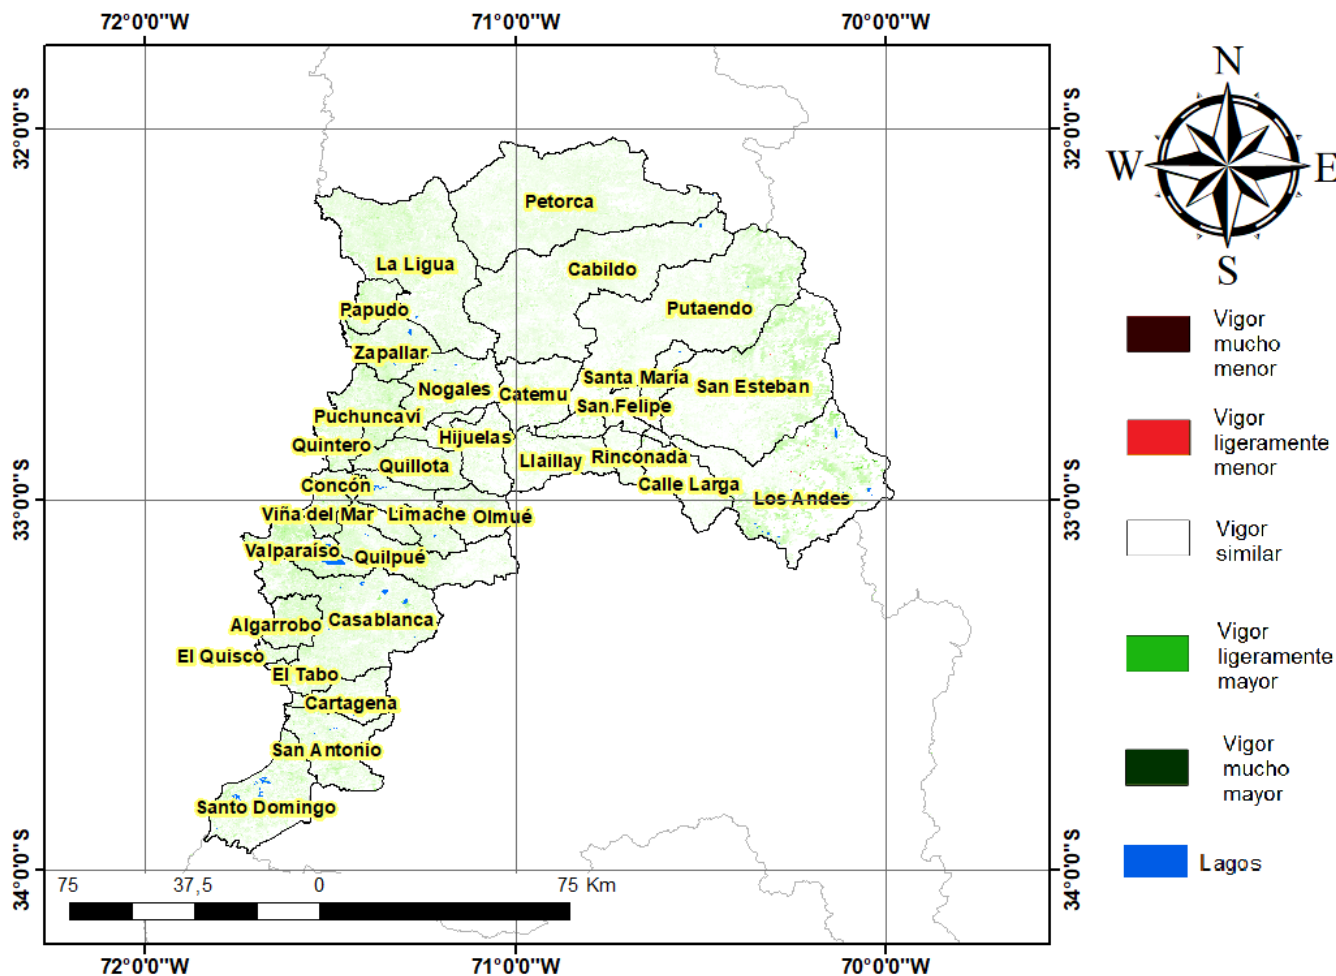 72°0'0"W
71°0'0"W
70°0'0"W
32°0'0"S
32°0'0"S
N
W
E
S
Petorca
La Ligua
Cabildo
Papudo
Putaendo
Zapallar
Santa María
San Esteban
Nogales
Catemu
San Felipe
Puchuncaví
Quintero
Hijuelas
Quillota
Llaillay
Rinconada
Concón
Calle Larga
Los Andes
33°0'0"S
33°0'0"S
Viña del Mar
Limache
Olmué
Valparaíso
Quilpué
Algarrobo
Casablanca
El Quisco
El Tabo
Cartagena
San Antonio
Santo Domingo
34°0'0"S
34°0'0"S
75
37,5
0
75 Km
72°0'0"W
71°0'0"W
70°0'0"W
Vigor
mucho
menor
Vigor
ligeramente
menor
Vigor
similar
Vigor
ligeramente
mayor
Vigor
mucho
mayor
Lagos